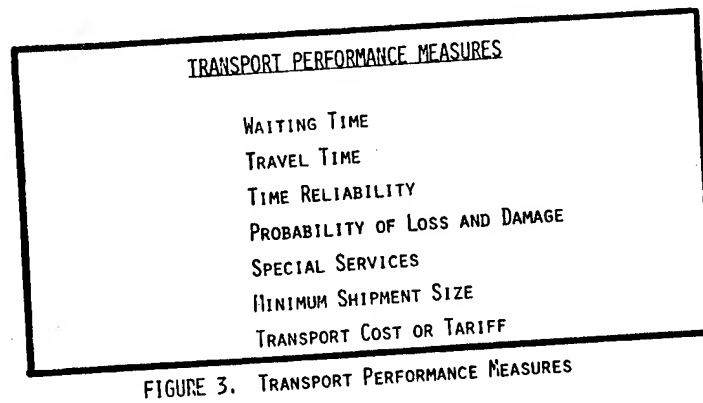 TRANSPORT PERFORMANCE MEASURES
WAITING TIME
TRAVEL TIME
TIME RELIABILITY
PROBABILITY OF LOSS AND DAMAGE
SPECIAL SERVICES
MINIMUM SHIPMENT SIZE
TRANSPORT COST OR TARIFF
FIGURE 3. TRANSPORT PERFORMANCE MEASURES